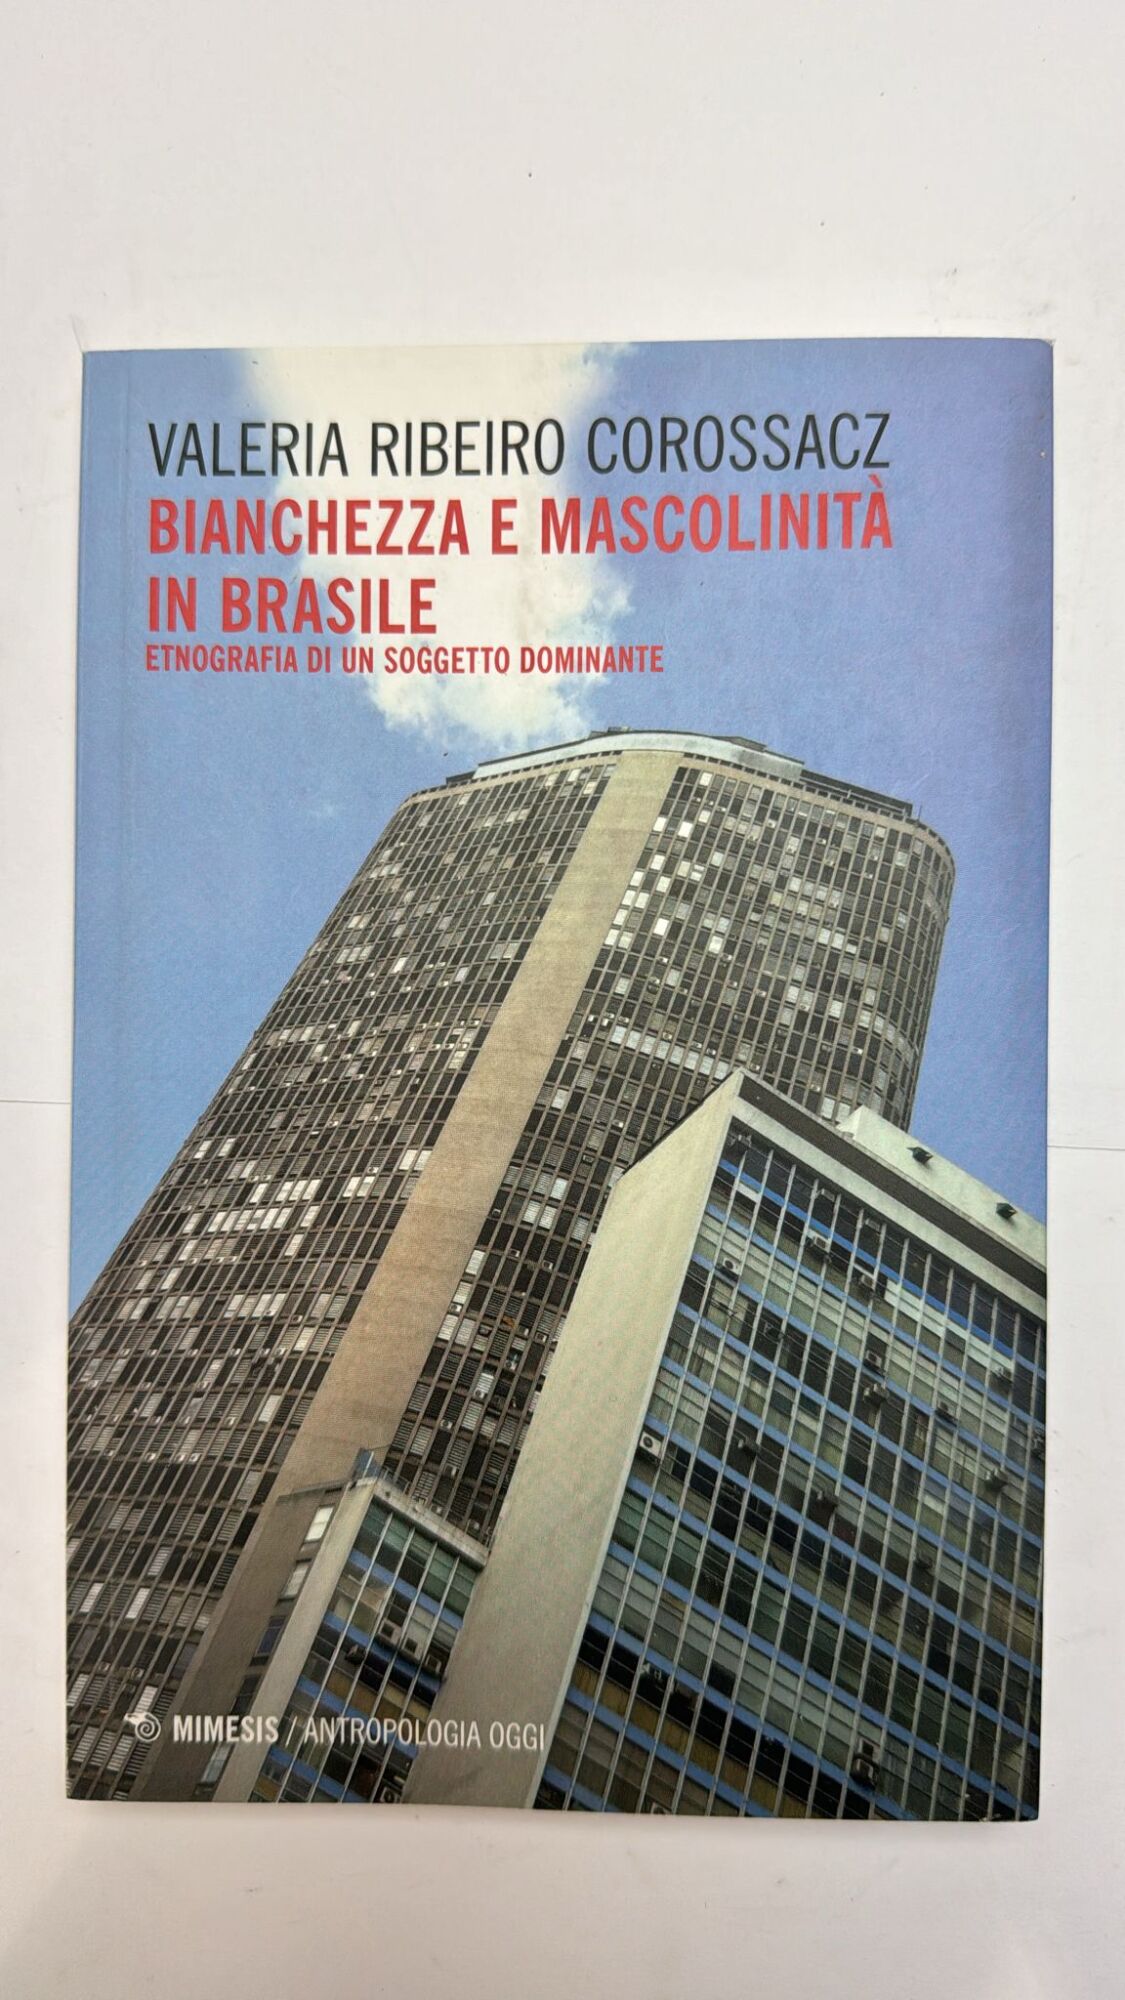 VALERIA RIBEIRO COROSSACZ
BIANCHEZZA E MASCOLINITÀ
IN BRASILE
ETNOGRAFIA DI UN SOGGETTO DOMINANTE
MIMESIS / ANTROPOLOGIA OGGI